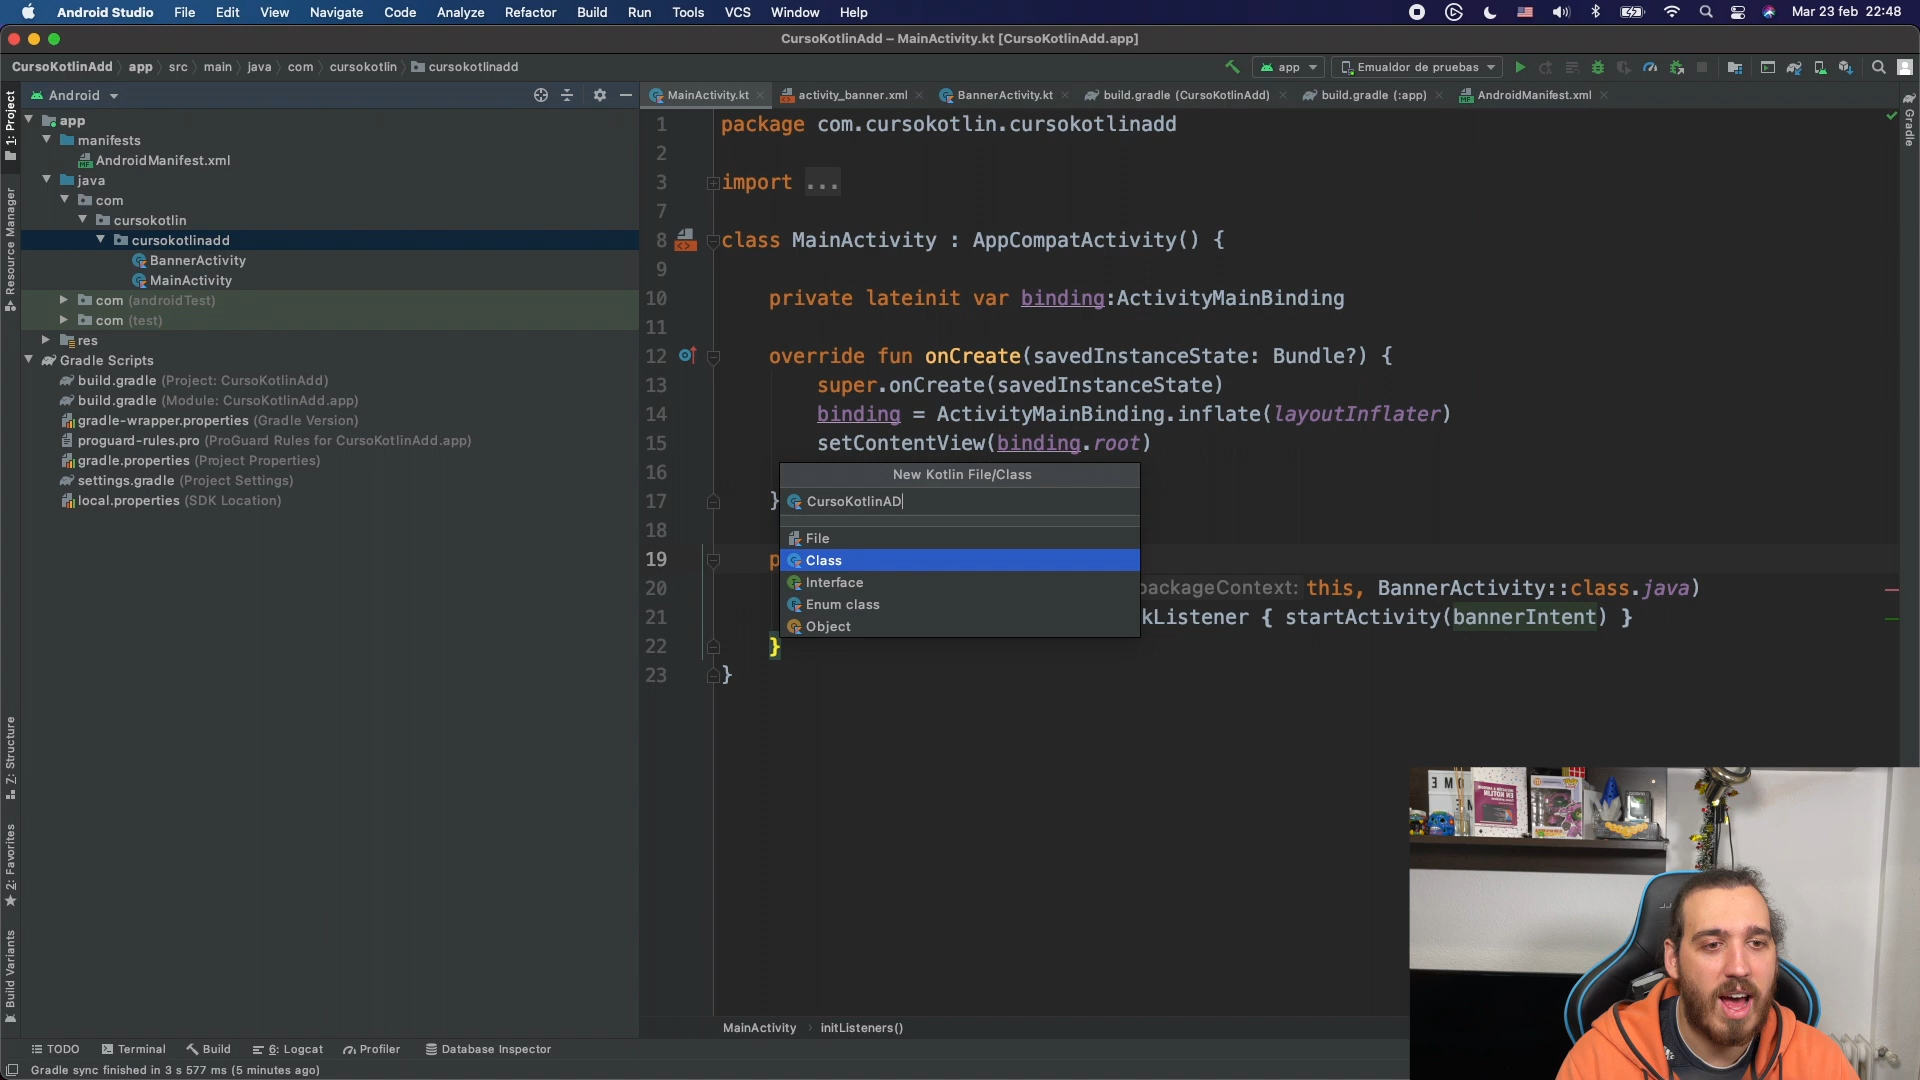 Android Studio File Edit View Navigate Code Analyze Refactor Build Run Tools VCS Window Help Mar 23 feb 22:48
CursoKotlinAdd – MainActivity.kt [CursoKotlinAdd.app]
CursoKotlinAdd app src main java com cursokotlin cursokotlinadd app Emualdor de pruebas
Android
MainActivity.kt activity_banner.xml BannerActivity.kt build.gradle (CursoKotlinAdd) build.gradle (:app) AndroidManifest.xml
1: Project
Resource Manager
Z: Structure
2: Favorites
Build Variants
Gradle
app
manifests
AndroidManifest.xml
java
com
cursokotlin
cursokotlinadd
BannerActivity
MainActivity
com (androidTest)
com (test)
res
Gradle Scripts
build.gradle (Project: CursoKotlinAdd)
build.gradle (Module: CursoKotlinAdd.app)
gradle-wrapper.properties (Gradle Version)
proguard-rules.pro (ProGuard Rules for CursoKotlinAdd.app)
gradle.properties (Project Properties)
settings.gradle (Project Settings)
local.properties (SDK Location)
1 package com.cursokotlin.cursokotlinadd
2
3 import ...
7
8 class MainActivity : AppCompatActivity() {
9
10 private lateinit var binding:ActivityMainBinding
11
12 override fun onCreate(savedInstanceState: Bundle?) {
13 super.onCreate(savedInstanceState)
14 binding = ActivityMainBinding.inflate(layoutInflater)
15 setContentView(binding.root)
16
17 }
18
19 p
20 packageContext: this, BannerActivity::class.java)
21 kListener { startActivity(bannerIntent) }
22 }
23 }
New Kotlin File/Class
CursoKotlinAD
File
Class
Interface
Enum class
Object
MainActivity initListeners()
TODO Terminal Build 6: Logcat Profiler Database Inspector
Gradle sync finished in 3 s 577 ms (5 minutes ago)